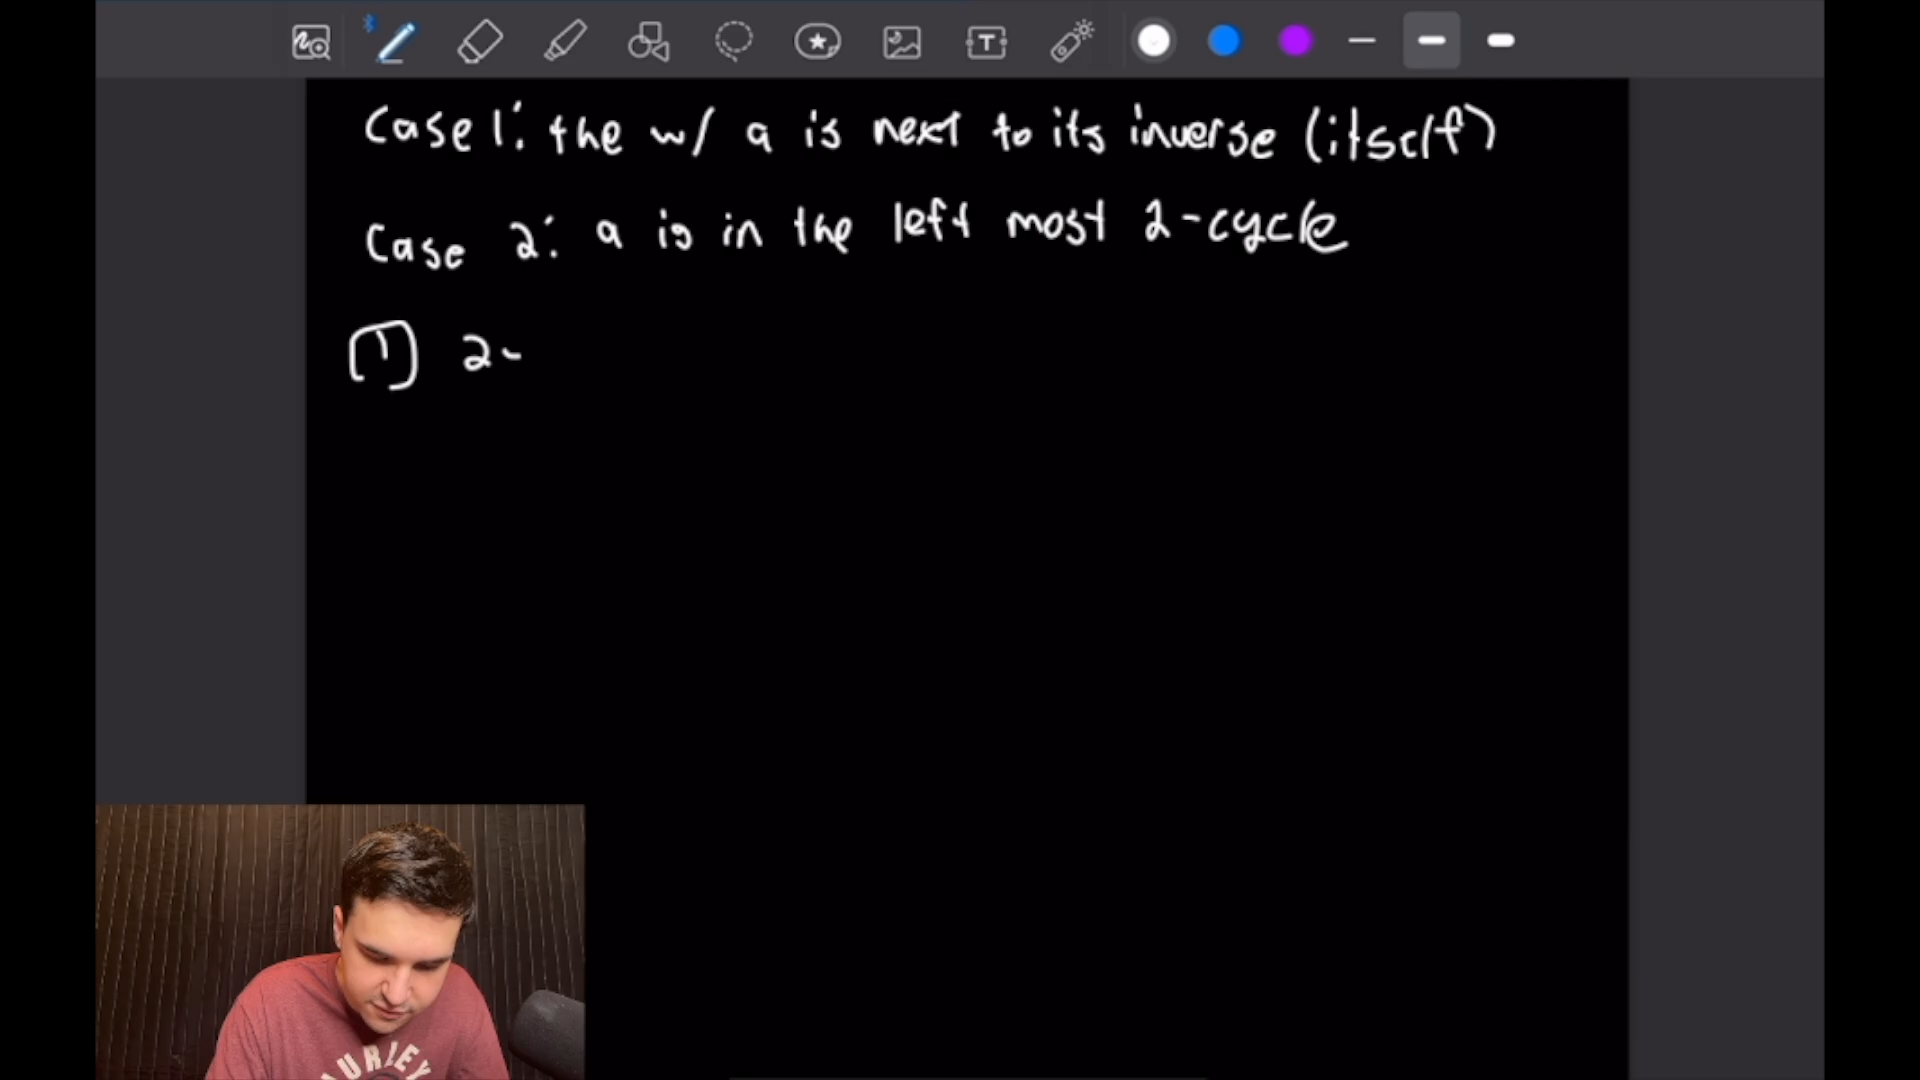 Case 1: the w/ a is next to its inverse (itself)
Case 2: a is in the left most 2-cycle
(1) 2-
T
URLEY